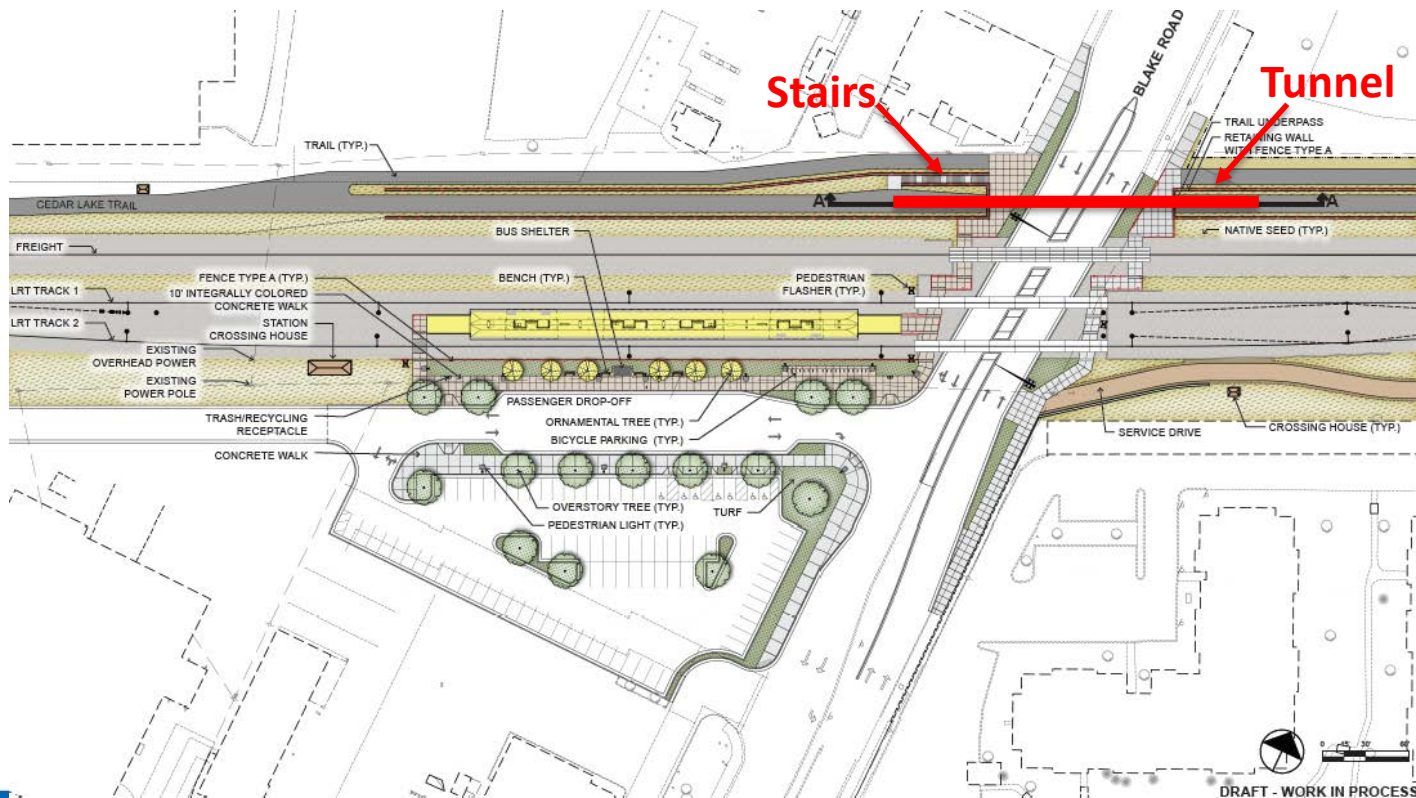 Stairs
Tunnel
BLAKE ROAD
TRAIL UNDERPASS
RETAINING WALL
WITH FENCE TYPE A
TRAIL (TYP.)
CEDAR LAKE TRAIL
A
A
BUS SHELTER
NATIVE SEED (TYP.)
FREIGHT
FENCE TYPE A (TYP.)
BENCH (TYP.)
PEDESTRIAN
FLASHER (TYP.)
LRT TRACK 1
10' INTEGRALLY COLORED
CONCRETE WALK
LRT TRACK 2
STATION
CROSSING HOUSE
EXISTING
OVERHEAD POWER
EXISTING
POWER POLE
PASSENGER DROP-OFF
TRASH/RECYCLING
RECEPTACLE
ORNAMENTAL TREE (TYP.)
BICYCLE PARKING (TYP.)
SERVICE DRIVE
CROSSING HOUSE (TYP.)
CONCRETE WALK
OVERSTORY TREE (TYP.)
TURF
PEDESTRIAN LIGHT (TYP.)
0 15' 30' 60'
DRAFT - WORK IN PROCESS